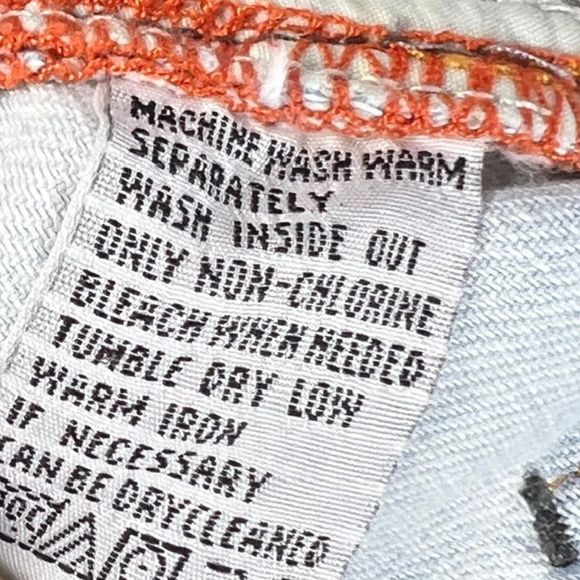 MACHINE WASH WARM
SEPARATELY
WASH INSIDE OUT
ONLY NON-CHLORINE
BLEACH WHEN NEEDED
TUMBLE DRY LOW
WARM IRON
IF NECESSARY
CAN BE DRYCLEANED